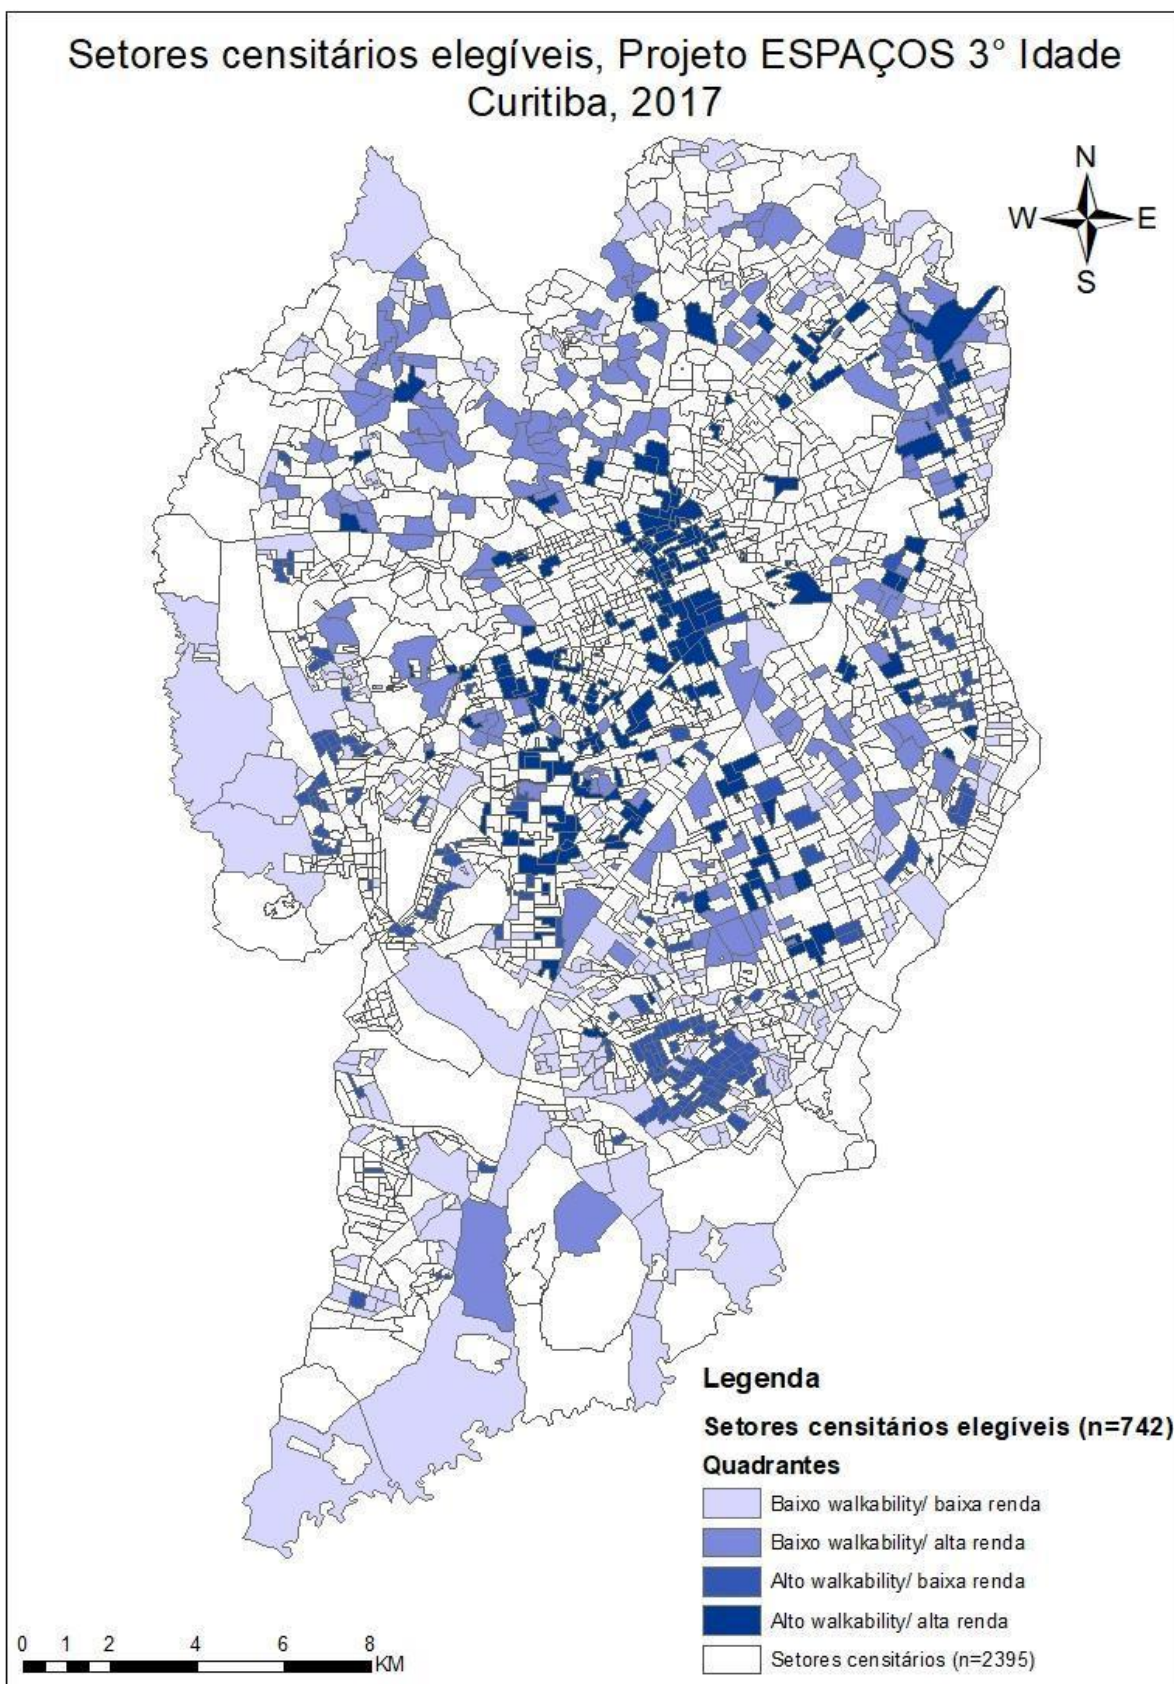 Setores censitários elegíveis, Projeto ESPAÇOS 3° Idade
Curitiba, 2017
N
W E
S
Legenda
Setores censitários elegíveis (n=742)
Quadrantes
Baixo walkability/ baixa renda
Baixo walkability/ alta renda
Alto walkability/ baixa renda
Alto walkability/ alta renda
Setores censitários (n=2395)
0 1 2 4 6 8
KM